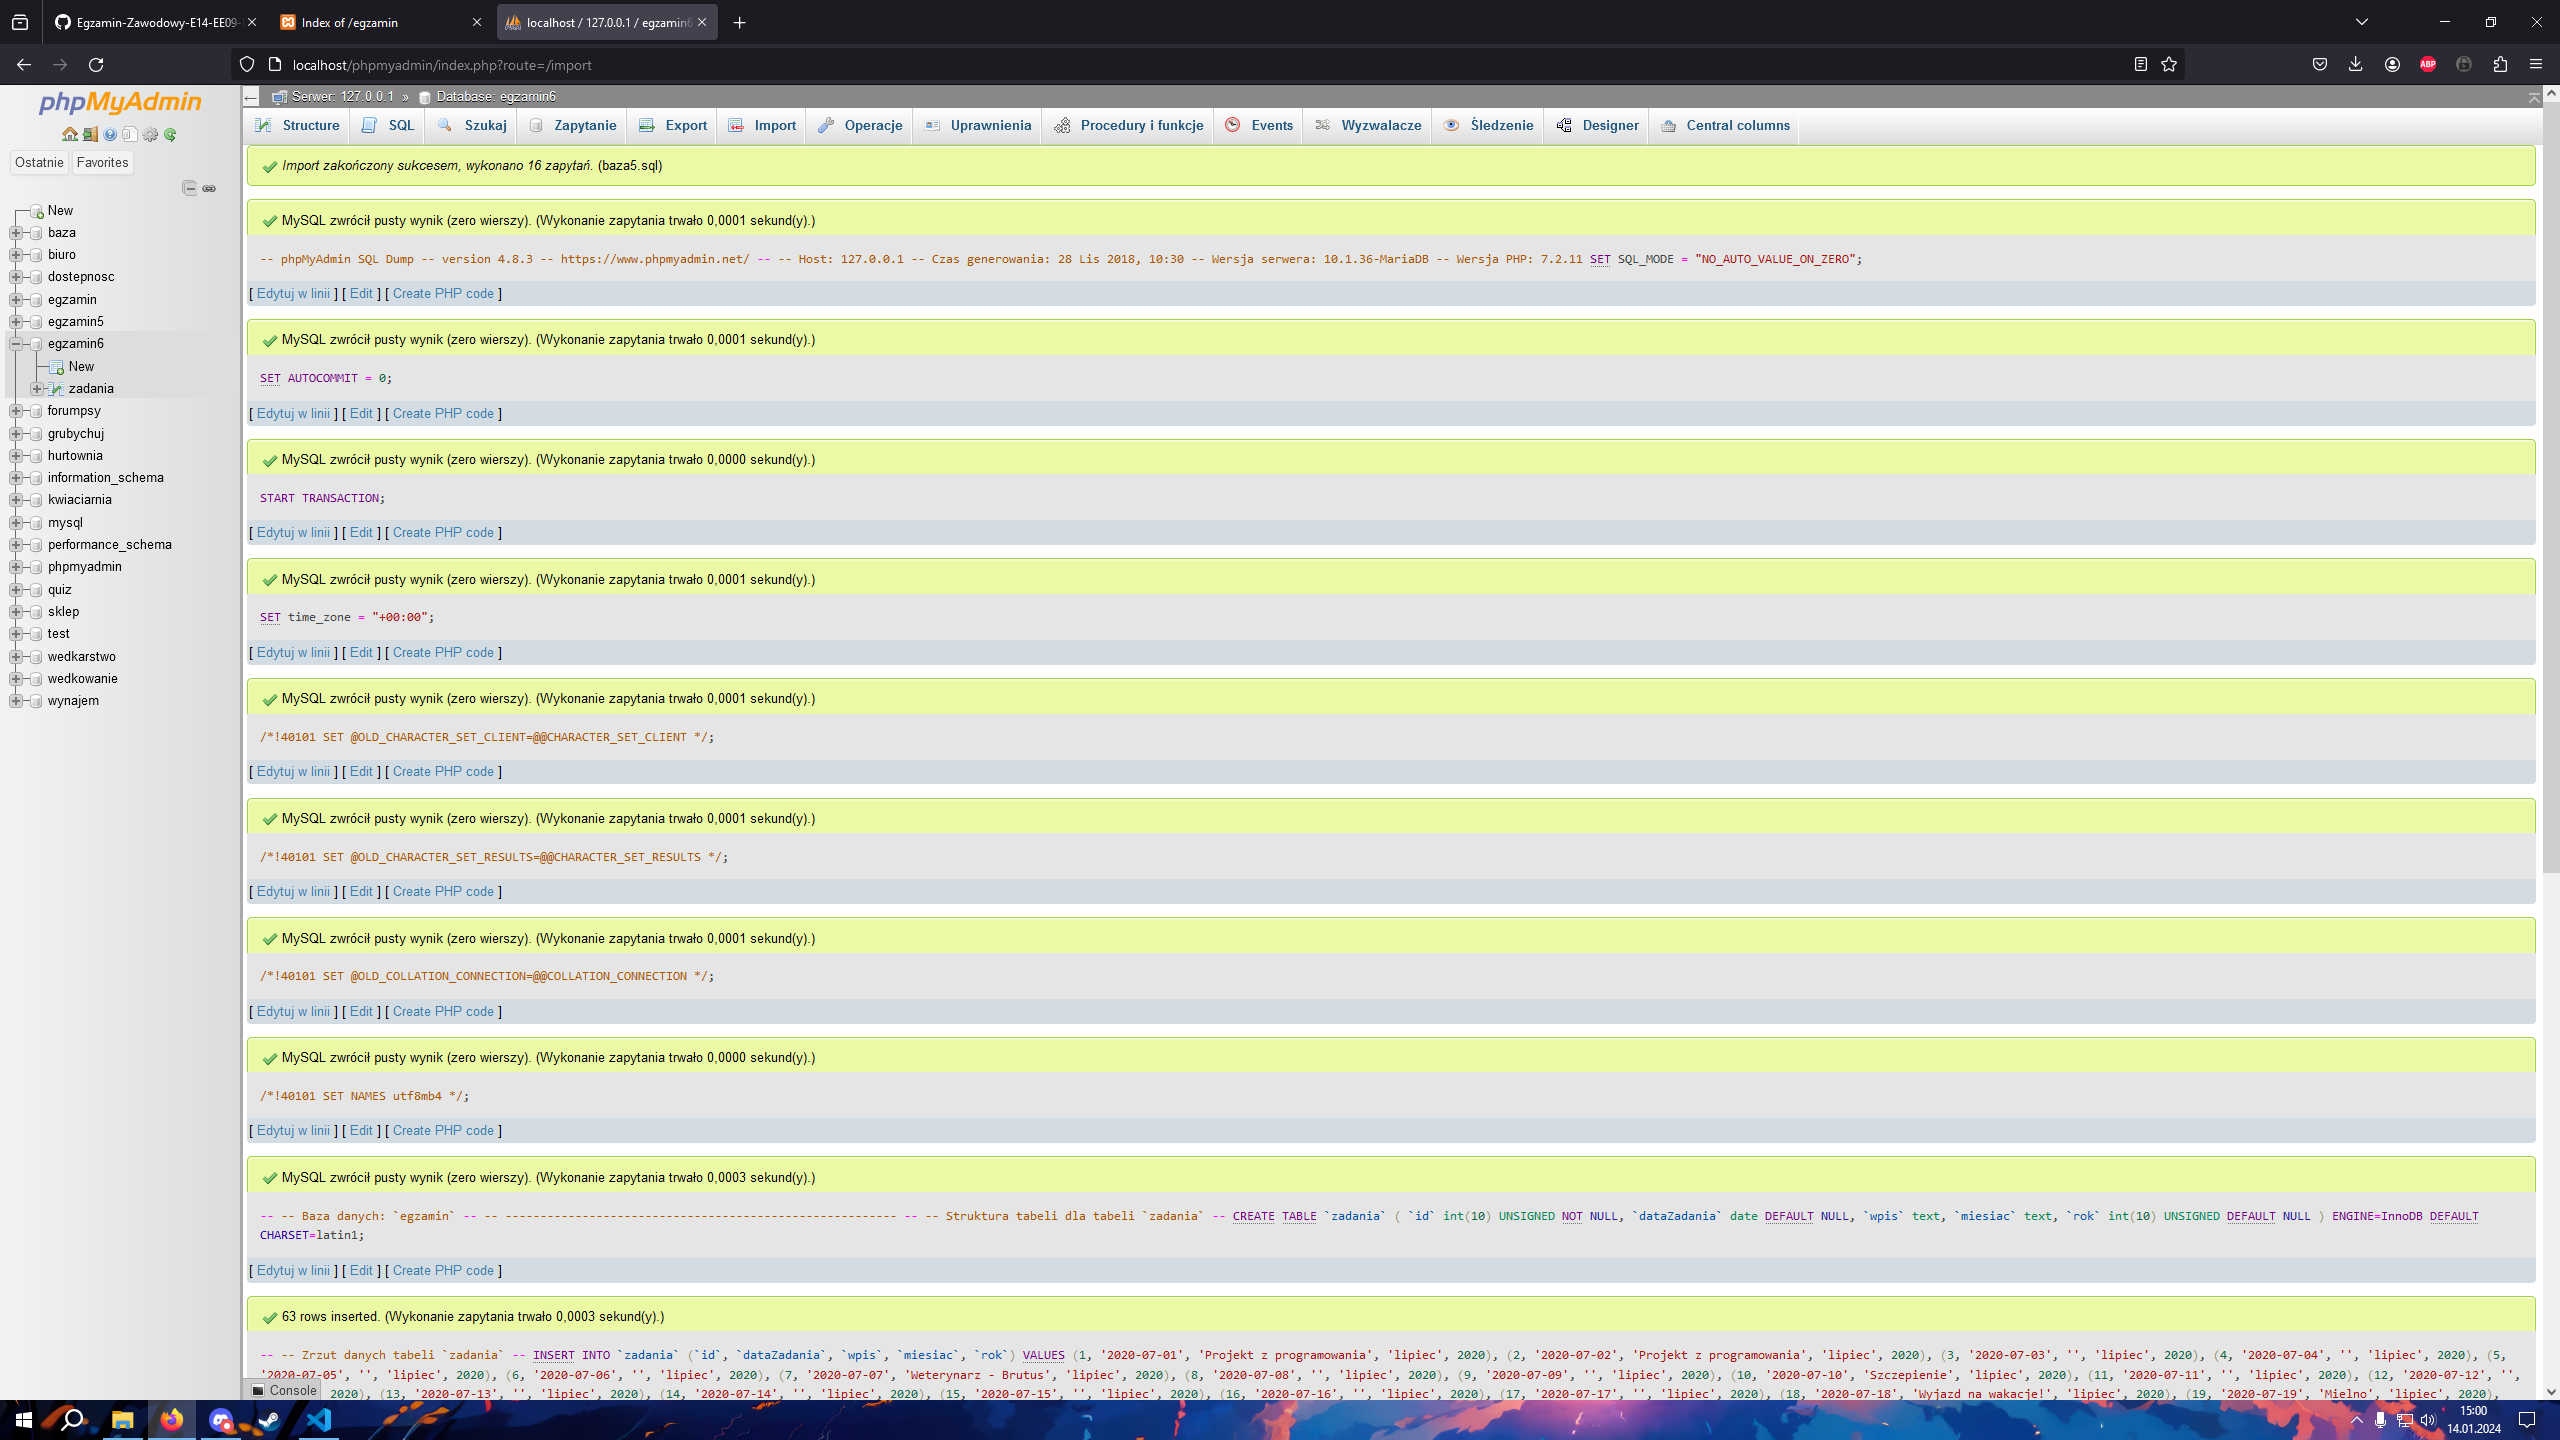 Egzamin-Zawodowy-E14-EE09-
Index of /egzamin
localhost / 127.0.0.1 / egzamin6
localhost/phpmyadmin/index.php?route=/import
ABP
phpMyAdmin
Ostatnie
Favorites
New
baza
biuro
dostepnosc
egzamin
egzamin5
egzamin6
New
zadania
forumpsy
grubychuj
hurtownia
information_schema
kwiaciarnia
mysql
performance_schema
phpmyadmin
quiz
sklep
test
wedkarstwo
wedkowanie
wynajem
Serwer: 127.0.0.1 » Database: egzamin6
Structure SQL Szukaj Zapytanie Export Import Operacje Uprawnienia Procedury i funkcje Events Wyzwalacze Śledzenie Designer Central columns
Import zakończony sukcesem, wykonano 16 zapytań. (baza5.sql)
MySQL zwrócił pusty wynik (zero wierszy). (Wykonanie zapytania trwało 0,0001 sekund(y).)
-- phpMyAdmin SQL Dump -- version 4.8.3 -- https://www.phpmyadmin.net/ -- -- Host: 127.0.0.1 -- Czas generowania: 28 Lis 2018, 10:30 -- Wersja serwera: 10.1.36-MariaDB -- Wersja PHP: 7.2.11 SET SQL_MODE = "NO_AUTO_VALUE_ON_ZERO";
[ Edytuj w linii ] [ Edit ] [ Create PHP code ]
MySQL zwrócił pusty wynik (zero wierszy). (Wykonanie zapytania trwało 0,0001 sekund(y).)
SET AUTOCOMMIT = 0;
[ Edytuj w linii ] [ Edit ] [ Create PHP code ]
MySQL zwrócił pusty wynik (zero wierszy). (Wykonanie zapytania trwało 0,0000 sekund(y).)
START TRANSACTION;
[ Edytuj w linii ] [ Edit ] [ Create PHP code ]
MySQL zwrócił pusty wynik (zero wierszy). (Wykonanie zapytania trwało 0,0001 sekund(y).)
SET time_zone = "+00:00";
[ Edytuj w linii ] [ Edit ] [ Create PHP code ]
MySQL zwrócił pusty wynik (zero wierszy). (Wykonanie zapytania trwało 0,0001 sekund(y).)
/*!40101 SET @OLD_CHARACTER_SET_CLIENT=@@CHARACTER_SET_CLIENT */;
[ Edytuj w linii ] [ Edit ] [ Create PHP code ]
MySQL zwrócił pusty wynik (zero wierszy). (Wykonanie zapytania trwało 0,0001 sekund(y).)
/*!40101 SET @OLD_CHARACTER_SET_RESULTS=@@CHARACTER_SET_RESULTS */;
[ Edytuj w linii ] [ Edit ] [ Create PHP code ]
MySQL zwrócił pusty wynik (zero wierszy). (Wykonanie zapytania trwało 0,0001 sekund(y).)
/*!40101 SET @OLD_COLLATION_CONNECTION=@@COLLATION_CONNECTION */;
[ Edytuj w linii ] [ Edit ] [ Create PHP code ]
MySQL zwrócił pusty wynik (zero wierszy). (Wykonanie zapytania trwało 0,0000 sekund(y).)
/*!40101 SET NAMES utf8mb4 */;
[ Edytuj w linii ] [ Edit ] [ Create PHP code ]
MySQL zwrócił pusty wynik (zero wierszy). (Wykonanie zapytania trwało 0,0003 sekund(y).)
-- -- Baza danych: `egzamin` -- -- -------------------------------------------------------- -- -- Struktura tabeli dla tabeli `zadania` -- CREATE TABLE `zadania` ( `id` int(10) UNSIGNED NOT NULL, `dataZadania` date DEFAULT NULL, `wpis` text, `miesiac` text, `rok` int(10) UNSIGNED DEFAULT NULL ) ENGINE=InnoDB DEFAULT
CHARSET=latin1;
[ Edytuj w linii ] [ Edit ] [ Create PHP code ]
63 rows inserted. (Wykonanie zapytania trwało 0,0003 sekund(y).)
-- -- Zrzut danych tabeli `zadania` -- INSERT INTO `zadania` (`id`, `dataZadania`, `wpis`, `miesiac`, `rok`) VALUES (1, '2020-07-01', 'Projekt z programowania', 'lipiec', 2020), (2, '2020-07-02', 'Projekt z programowania', 'lipiec', 2020), (3, '2020-07-03', '', 'lipiec', 2020), (4, '2020-07-04', '', 'lipiec', 2020), (5,
'2020-07-05', '', 'lipiec', 2020), (6, '2020-07-06', '', 'lipiec', 2020), (7, '2020-07-07', 'Weterynarz - Brutus', 'lipiec', 2020), (8, '2020-07-08', '', 'lipiec', 2020), (9, '2020-07-09', '', 'lipiec', 2020), (10, '2020-07-10', 'Szczepienie', 'lipiec', 2020), (11, '2020-07-11', '', 'lipiec', 2020), (12, '2020-07-12', '',
2020), (13, '2020-07-13', '', 'lipiec', 2020), (14, '2020-07-14', '', 'lipiec', 2020), (15, '2020-07-15', '', 'lipiec', 2020), (16, '2020-07-16', '', 'lipiec', 2020), (17, '2020-07-17', '', 'lipiec', 2020), (18, '2020-07-18', 'Wyjazd na wakacje!', 'lipiec', 2020), (19, '2020-07-19', 'Mielno', 'lipiec', 2020),
Console
15:00
14.01.2024